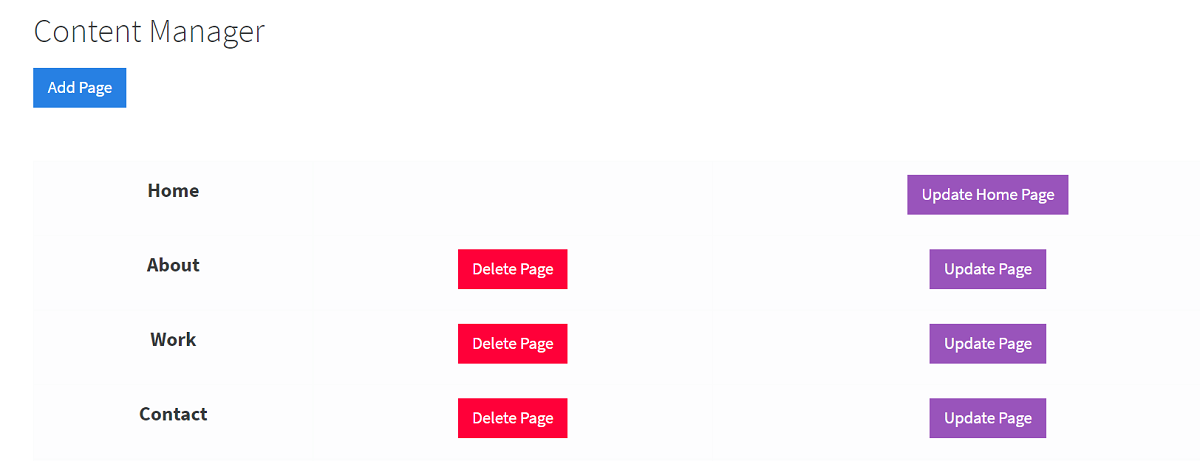 Content Manager
Add Page
Home Update Home Page
About Delete Page Update Page
Work Delete Page Update Page
Contact Delete Page Update Page